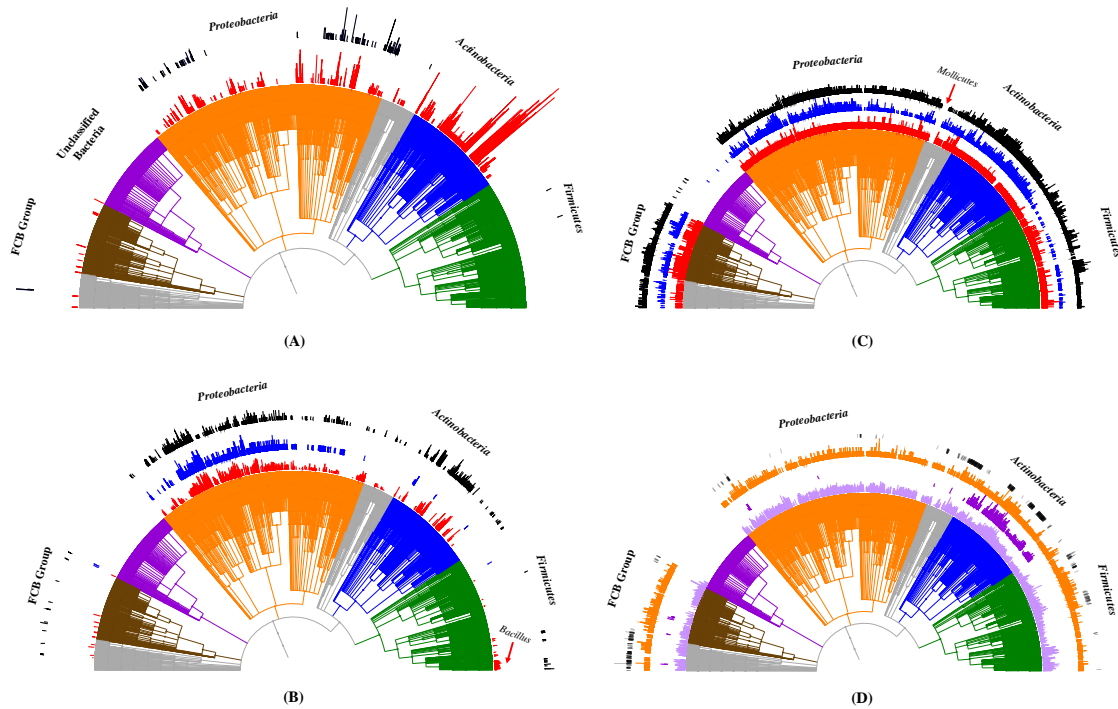 Proteobacteria
Actinobacteria
Unclassified
Bacteria
FCB Group
Firmicutes
(A)
Proteobacteria
Mollicutes
Actinobacteria
FCB Group
Firmicutes
(C)
Proteobacteria
Actinobacteria
FCB Group
Firmicutes
Bacillus
(B)
Proteobacteria
Actinobacteria
FCB Group
Firmicutes
(D)